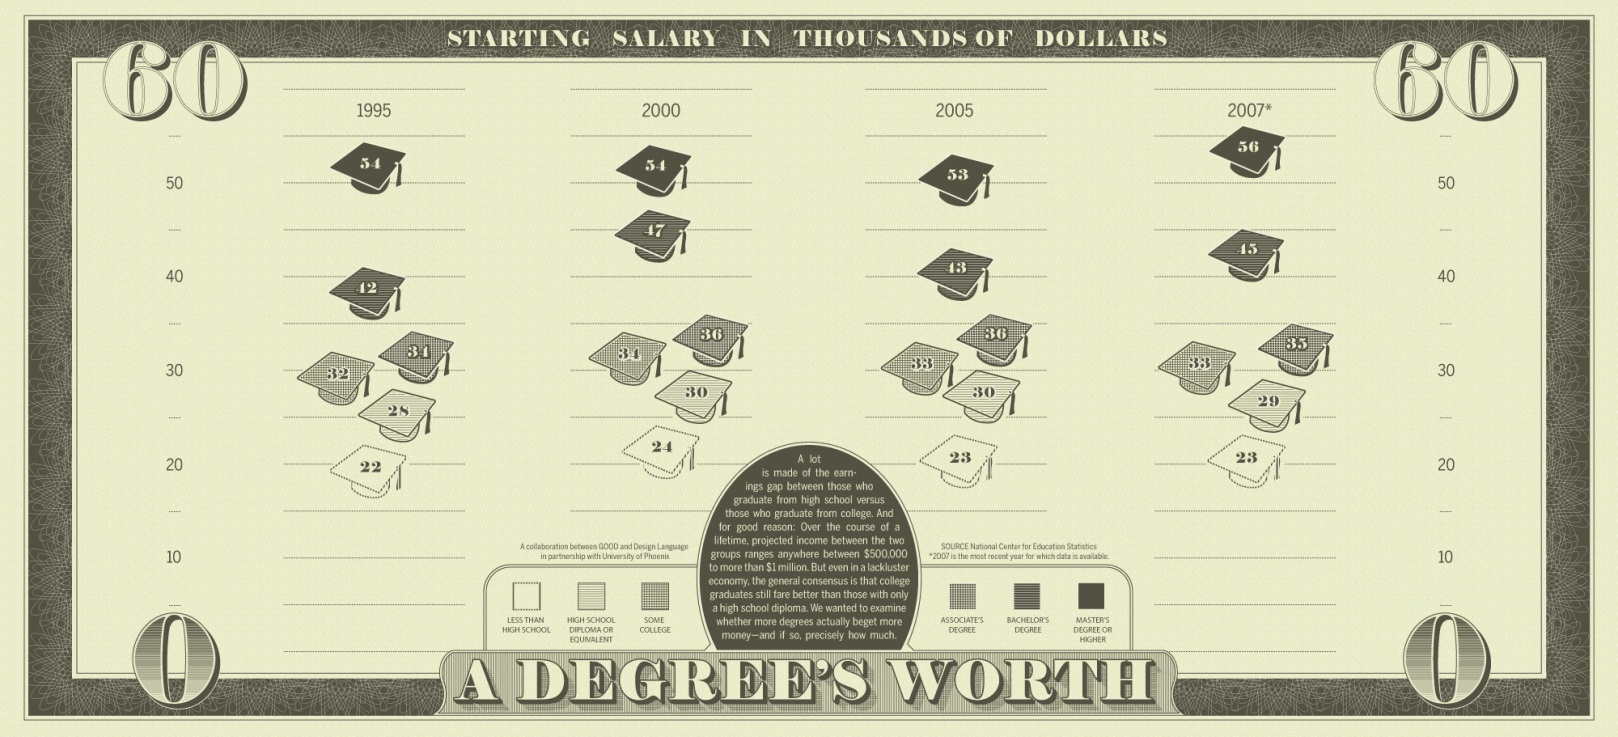 STARTING SALARY IN THOUSANDS OF DOLLARS
60
60
1995
2000
2005
2007*
54
54
53
56
50
50
47
45
43
42
40
40
34
32
28
36
34
30
36
33
30
35
33
29
30
30
22
24
23
23
20
20
10
10
A lot
is made of the earn-
ings gap between those who
graduate from high school versus
those who graduate from college. And
for good reason: Over the course of a
lifetime, projected income between the two
groups ranges anywhere between $500,000
to more than $1 million. But even in a lackluster
economy, the general consensus is that college
graduates still fare better than those with only
a high school diploma. We wanted to examine
whether more degrees actually beget more
money—and if so, precisely how much.
A collaboration between GOOD and Design Language
in partnership with University of Phoenix
SOURCE National Center for Education Statistics
*2007 is the most recent year for which data is available.
LESS THAN
HIGH SCHOOL
HIGH SCHOOL
DIPLOMA OR
EQUIVALENT
SOME
COLLEGE
ASSOCIATE'S
DEGREE
BACHELOR'S
DEGREE
MASTER'S
DEGREE OR
HIGHER
0
0
A DEGREE'S WORTH